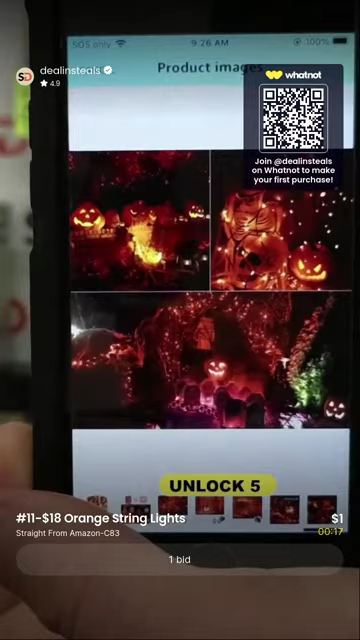 SOS only
9:26 AM
100%
dealinsteals
4.9
Product images
whatnot
SD
Join @dealinsteals
on Whatnot to make
your first purchase!
UNLOCK 5
#11-$18 Orange String Lights
$1
Straight From Amazon-C83
00:17
1 bid